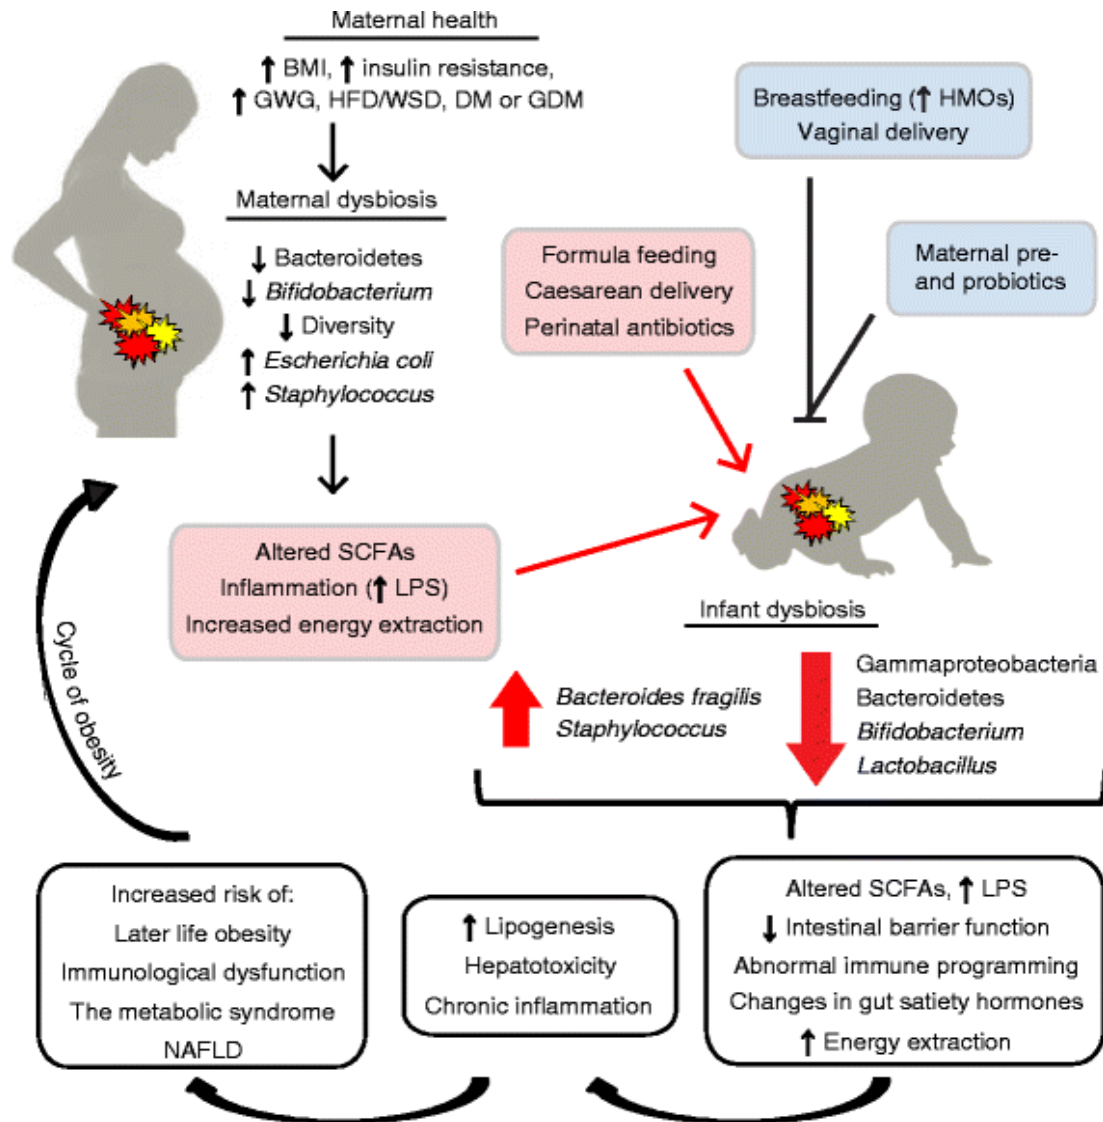 Maternal health
↑ BMI, ↑ insulin resistance,
↑ GWG, HFD/WSD, DM or GDM
Maternal dysbiosis
↓ Bacteroidetes
↓ Bifidobacterium
↓ Diversity
↑ Escherichia coli
↑ Staphylococcus
Altered SCFAs
Inflammation (↑ LPS)
Increased energy extraction
Formula feeding
Caesarean delivery
Perinatal antibiotics
Breastfeeding (↑ HMOs)
Vaginal delivery
Maternal pre-
and probiotics
Infant dysbiosis
Bacteroides fragilis
Staphylococcus
Gammaproteobacteria
Bacteroidetes
Bifidobacterium
Lactobacillus
Altered SCFAs, ↑ LPS
↓ Intestinal barrier function
Abnormal immune programming
Changes in gut satiety hormones
↑ Energy extraction
↑ Lipogenesis
Hepatotoxicity
Chronic inflammation
Increased risk of:
Later life obesity
Immunological dysfunction
The metabolic syndrome
NAFLD
Cycle of obesity